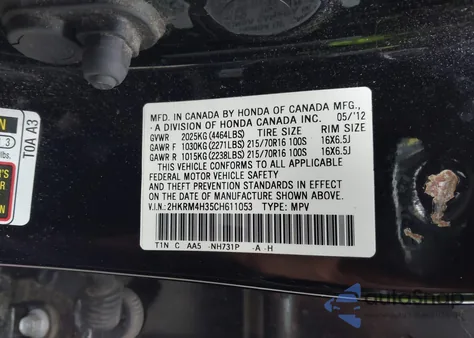 MFD. IN CANADA BY HONDA OF CANADA MFG.,
A DIVISION OF HONDA CANADA INC. 05/'12
GVWR 2025KG (4464LBS) TIRE SIZE RIM SIZE
GAWR F 1030KG (2271LBS) 215/70R16 100S 16X6.5J
GAWR R 1015KG (2238LBS) 215/70R16 100S 16X6.5J
THIS VEHICLE CONFORMS TO ALL APPLICABLE
FEDERAL MOTOR VEHICLE SAFETY
AND THEFT PREVENTION STANDARDS IN EFFECT
ON THE DATE OF MANUFACTURE
SHOWN ABOVE.
V.I.N.: 2HKRM4H35CH611053 TYPE: MPV
T1N C AA5 NH731P A H
T0A A3